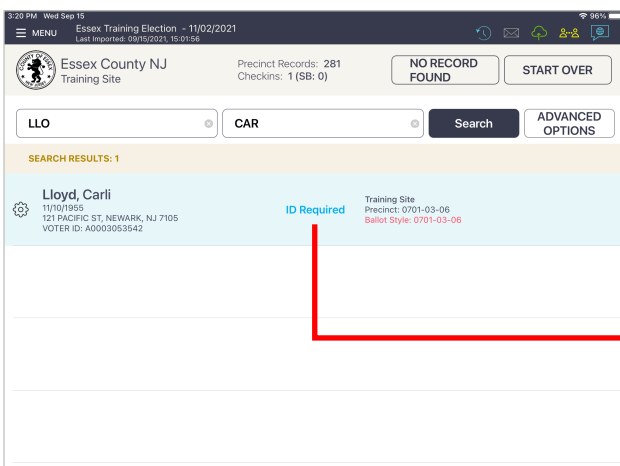 3:20 PM Wed Sep 15
96%
MENU
Essex Training Election - 11/02/2021
Last Imported: 09/15/2021, 15:01:56
Essex County NJ
Training Site
Precinct Records: 281
Checkins: 1 (SB: 0)
NO RECORD
FOUND
START OVER
LLO
CAR
Search
ADVANCED
OPTIONS
SEARCH RESULTS: 1
Lloyd, Carli
11/10/1955
121 PACIFIC ST, NEWARK, NJ 7105
VOTER ID: A0003053542
ID Required
Training Site
Precinct: 0701-03-06
Ballot Style: 0701-03-06